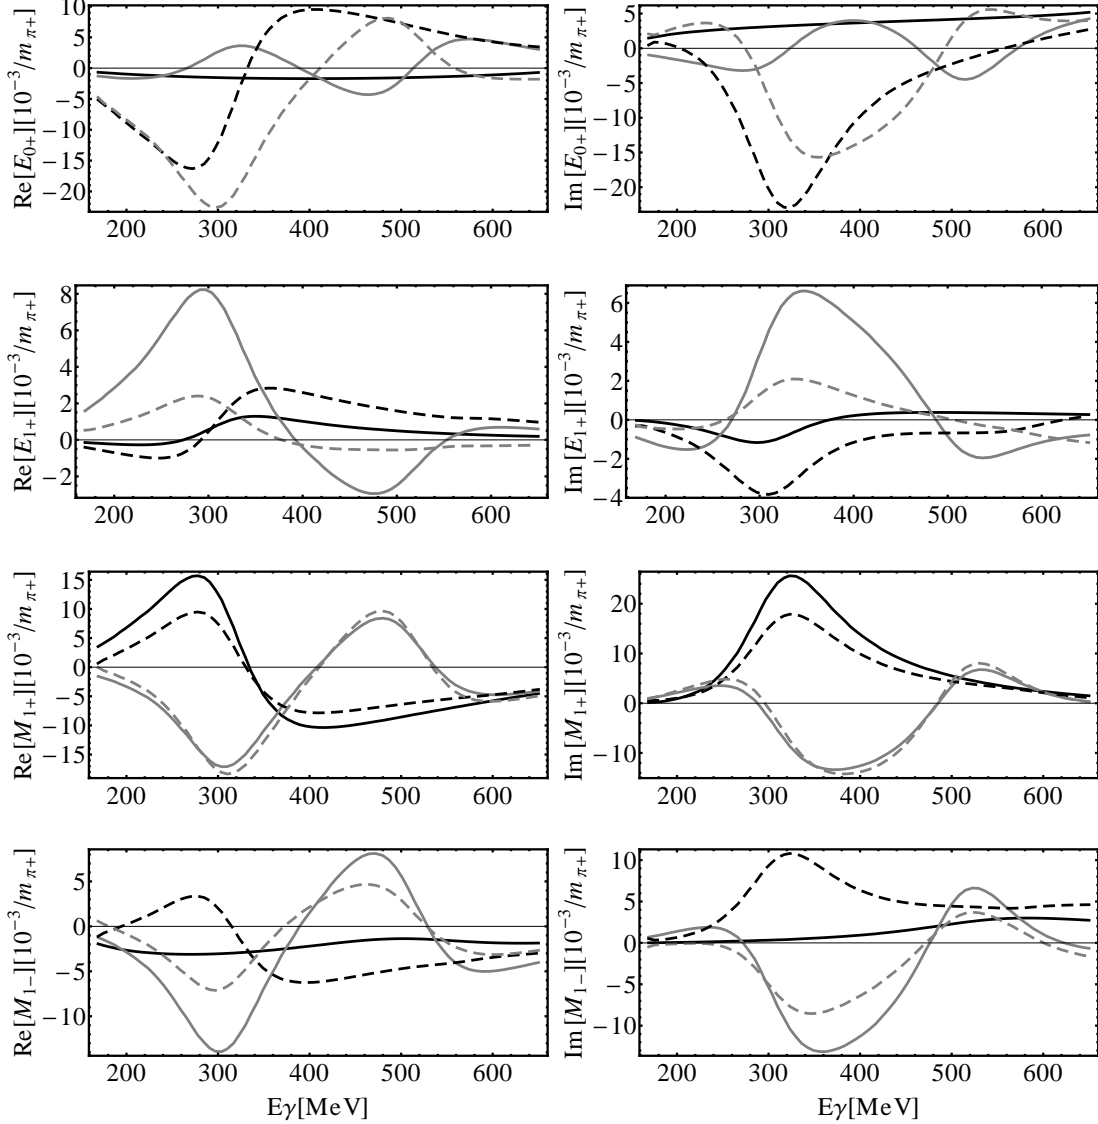 Re[E0+][10−3/mπ+]
10
5
0
−5
−10
−15
−20
200 300 400 500 600
Im[E0+][10−3/mπ+]
5
0
−5
−10
−15
−20
200 300 400 500 600
Re[E1+][10−3/mπ+]
8
6
4
2
0
−2
200 300 400 500 600
Im[E1+][10−3/mπ+]
6
4
2
0
−2
−4
200 300 400 500 600
Re[M1+][10−3/mπ+]
15
10
5
0
−5
−10
−15
200 300 400 500 600
Im[M1+][10−3/mπ+]
20
10
0
−10
200 300 400 500 600
Re[M1−][10−3/mπ+]
5
0
−5
−10
200 300 400 500 600
Eγ[MeV]
Im[M1−][10−3/mπ+]
10
5
0
−5
−10
200 300 400 500 600
Eγ[MeV]